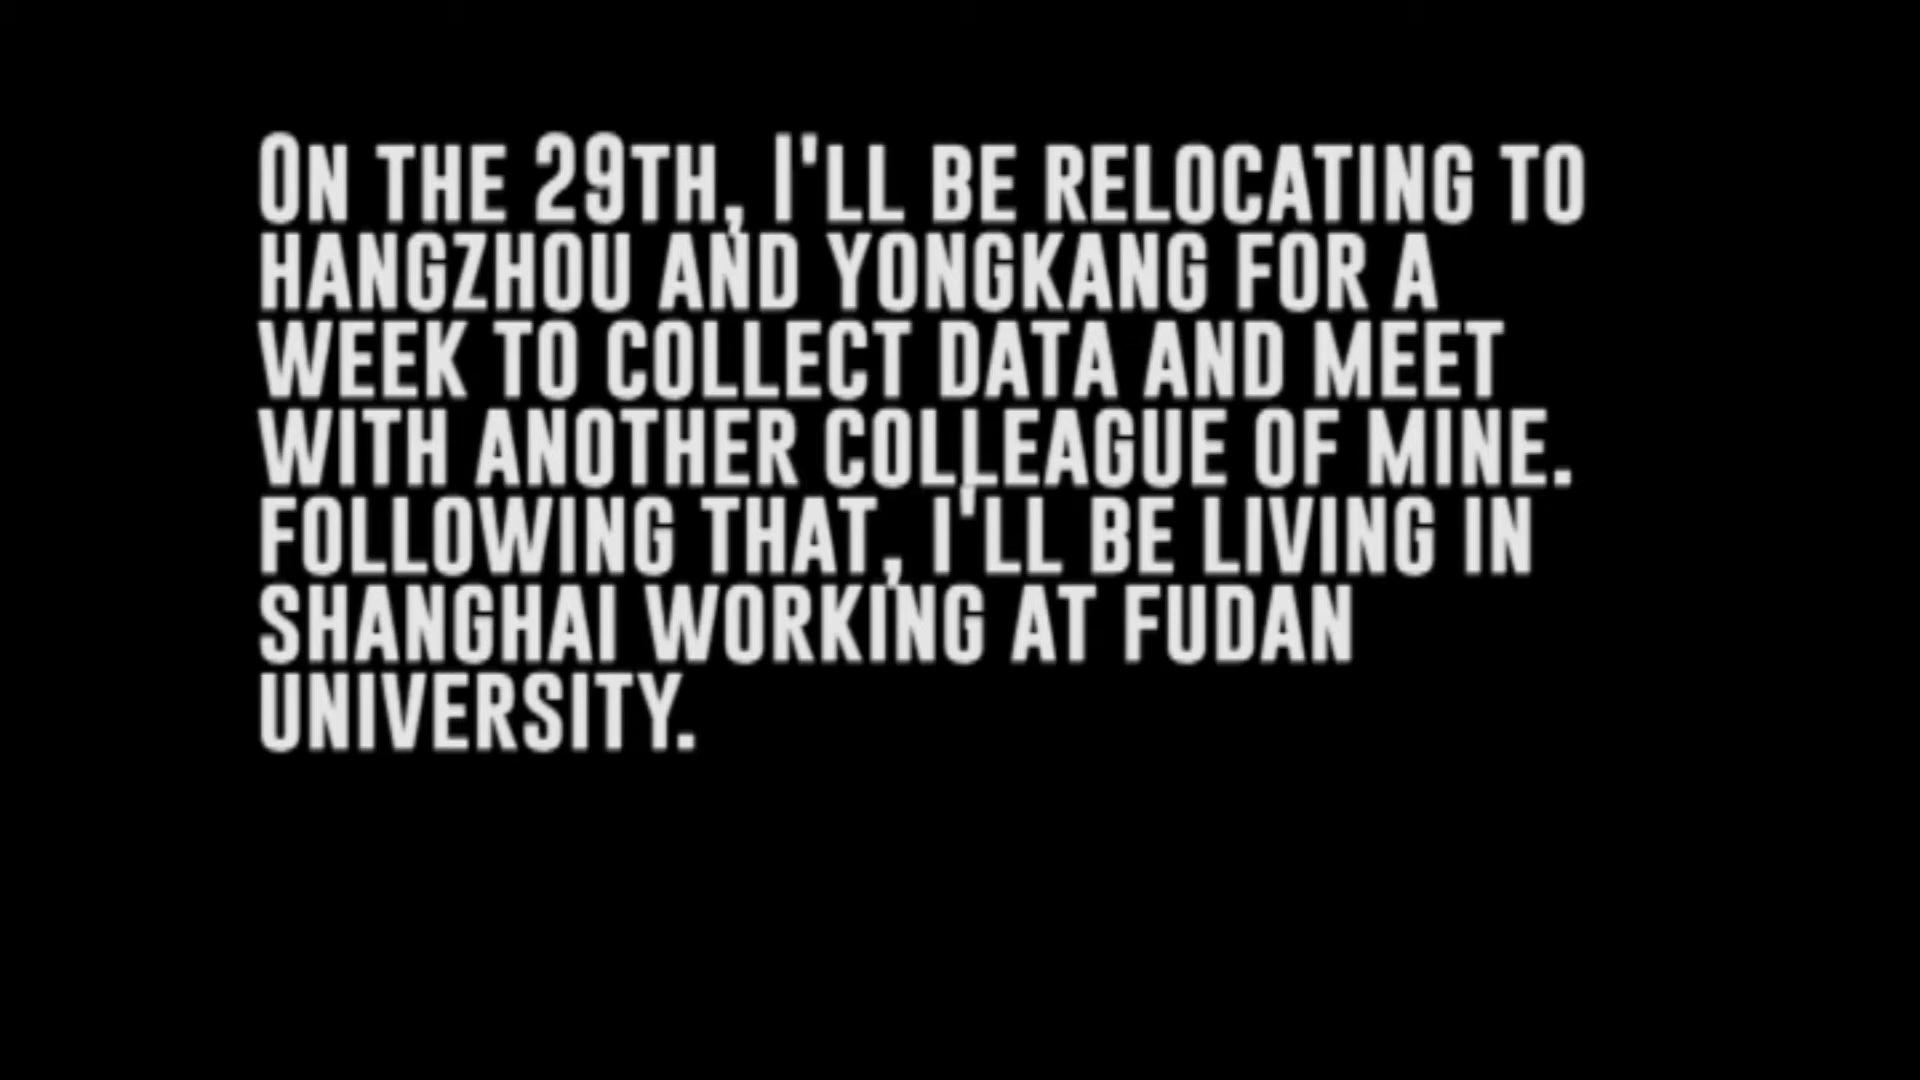 On the 29th, I'll be relocating to
Hangzhou and Yongkang for a
week to collect data and meet
with another colleague of mine.
Following that, I'll be living in
Shanghai working at Fudan
University.